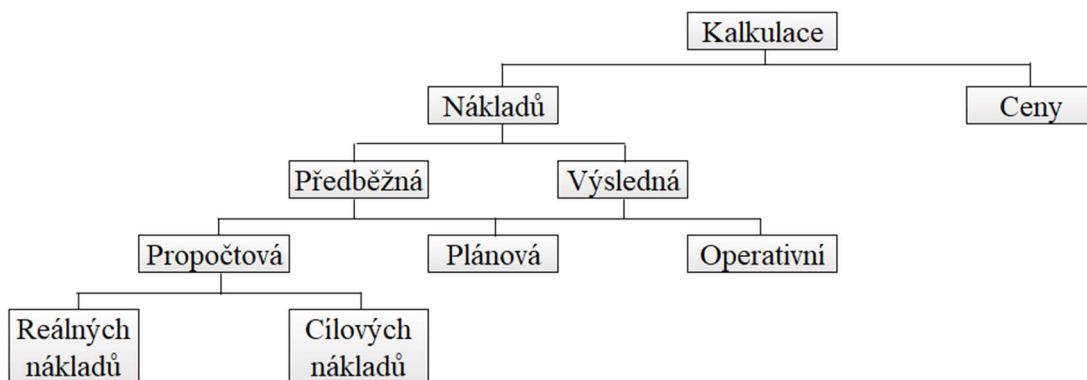 Kalkulace
Nákladů
Ceny
Předběžná
Výsledná
Propočtová
Plánová
Operativní
Reálných
nákladů
Cílových
nákladů